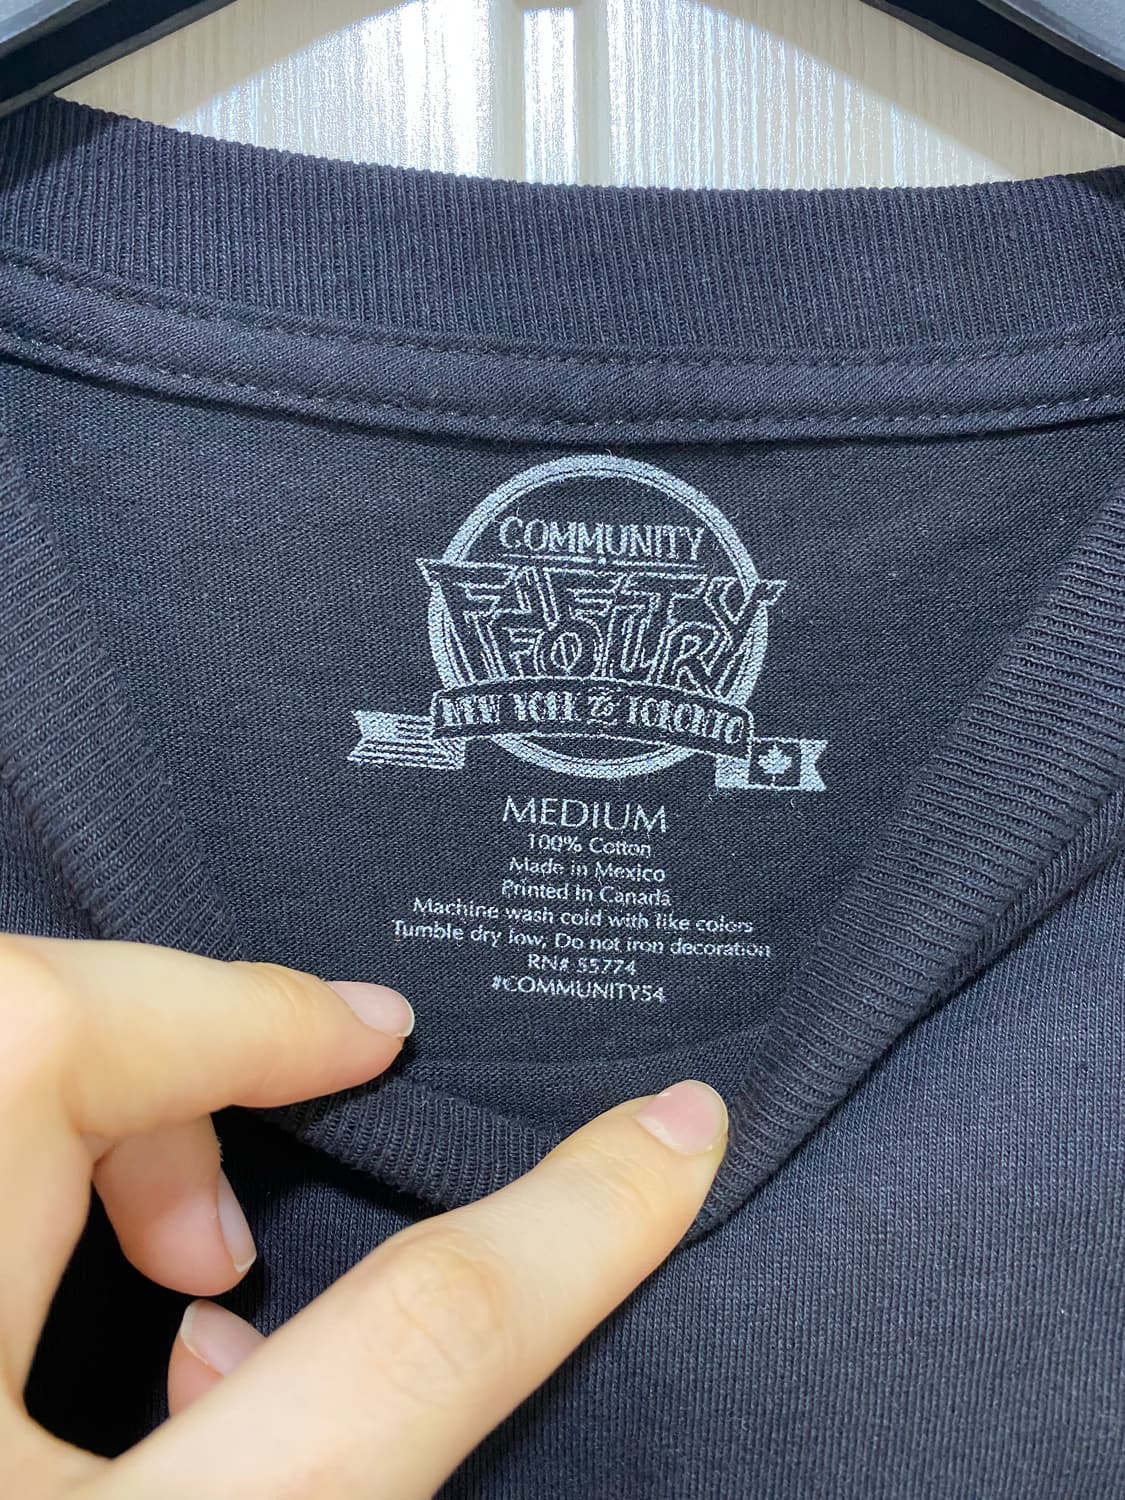 COMMUNITY
FIFTY
FOUR
NEW YORK TO TORONTO
MEDIUM
100% Cotton
Made in Mexico
Printed In Canada
Machine wash cold with like colors
Tumble dry low, Do not iron decoration
RN# 55774
#COMMUNITY54